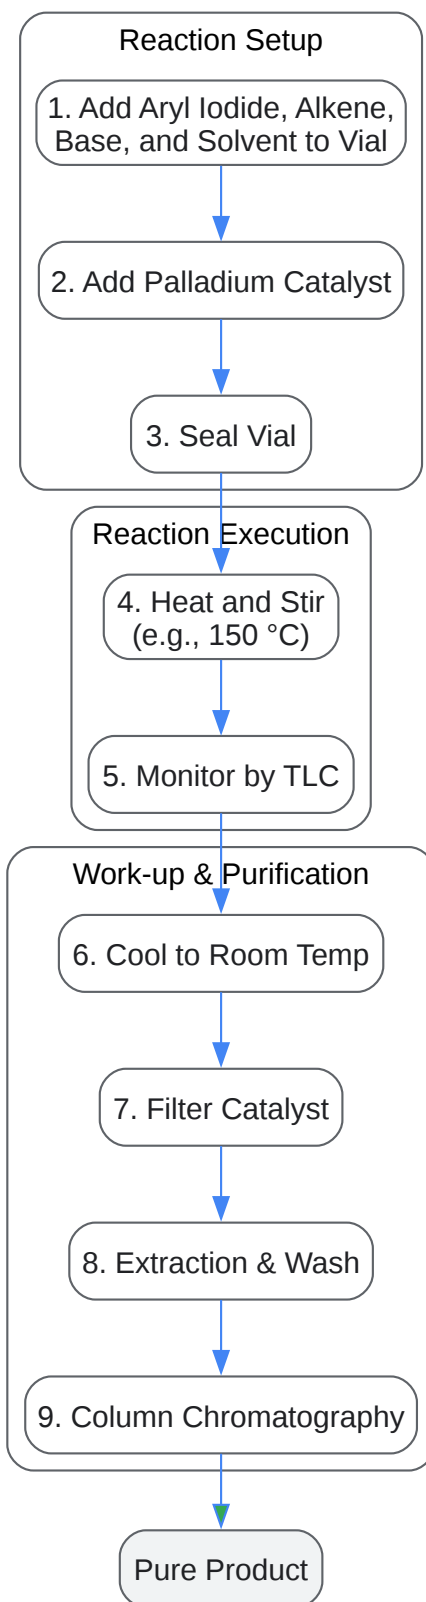 Reaction Setup
1. Add Aryl Iodide, Alkene,
Base, and Solvent to Vial
2. Add Palladium Catalyst
3. Seal Vial
Reaction Execution
4. Heat and Stir
(e.g., 150 °C)
5. Monitor by TLC
Work-up & Purification
6. Cool to Room Temp
7. Filter Catalyst
8. Extraction & Wash
9. Column Chromatography
Pure Product